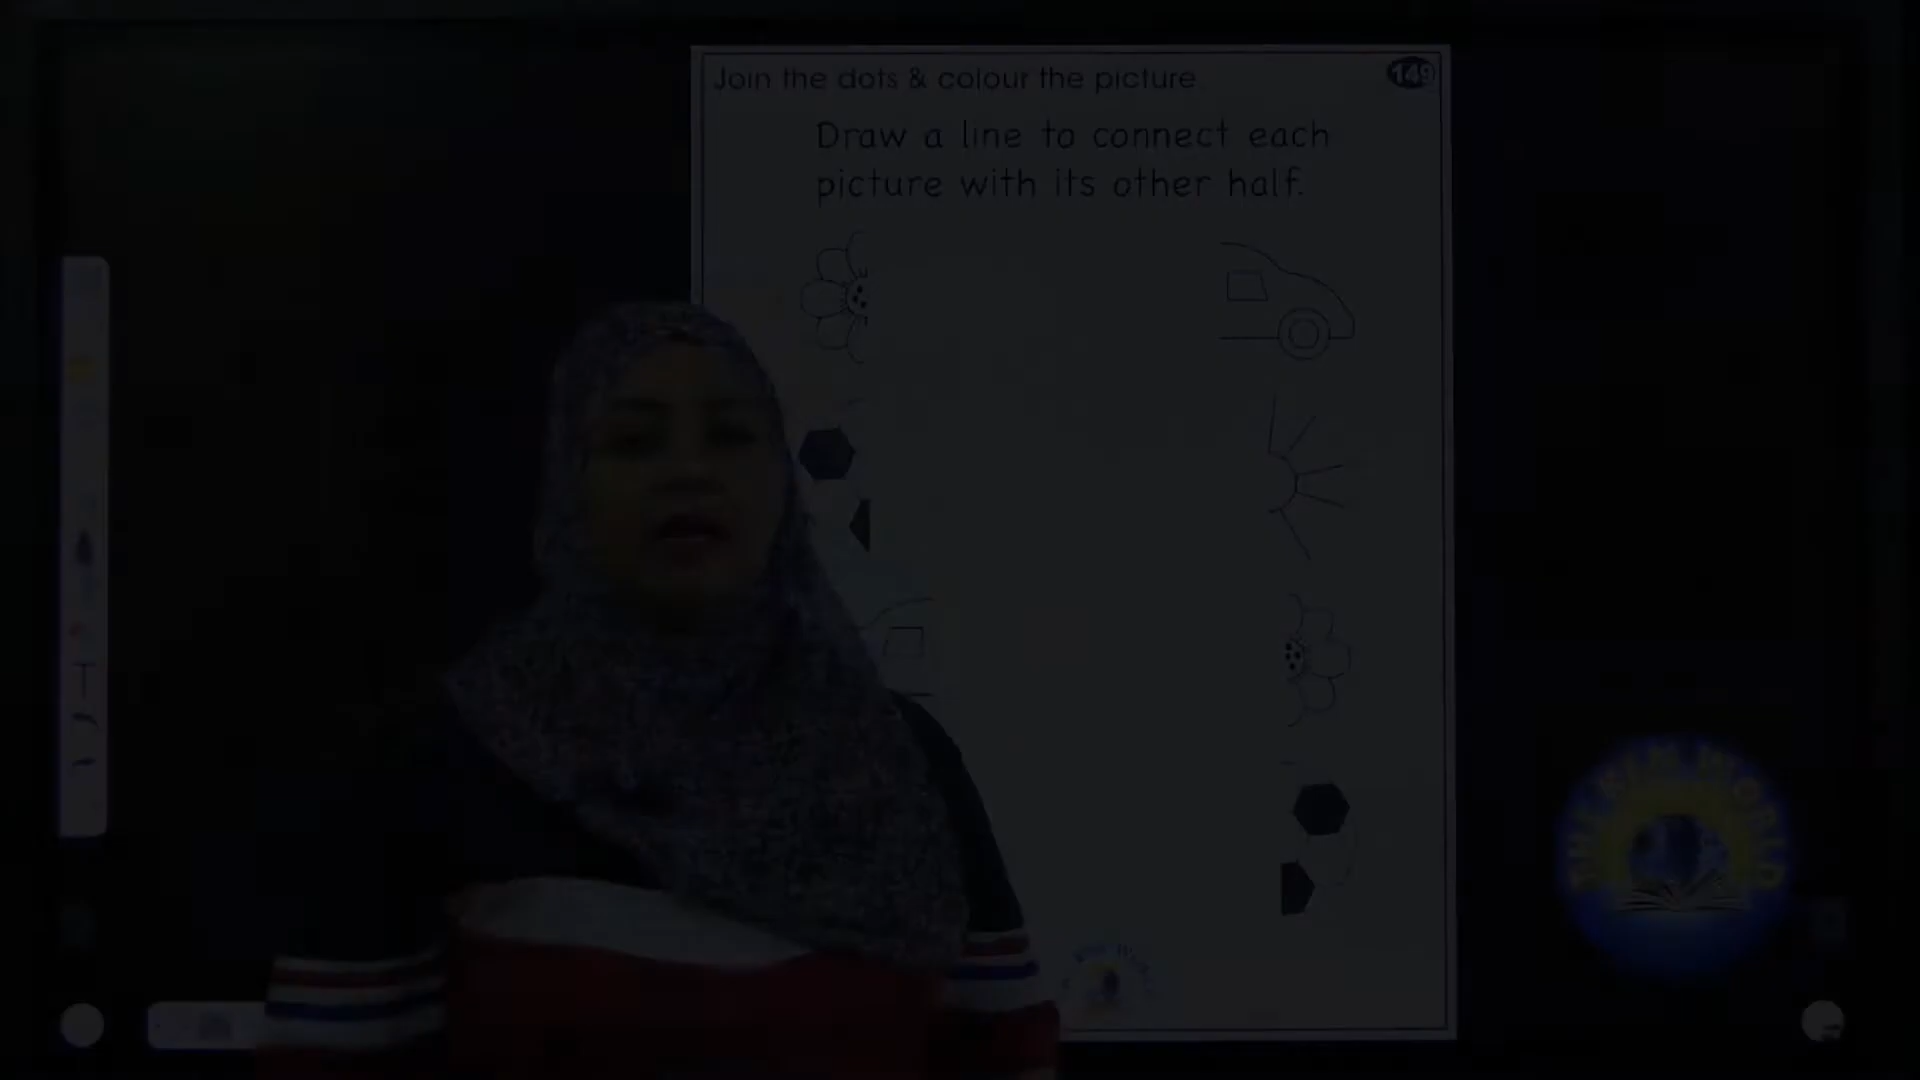 Join the dots & colour the picture.
149
Draw a line to connect each
picture with its other half.
T